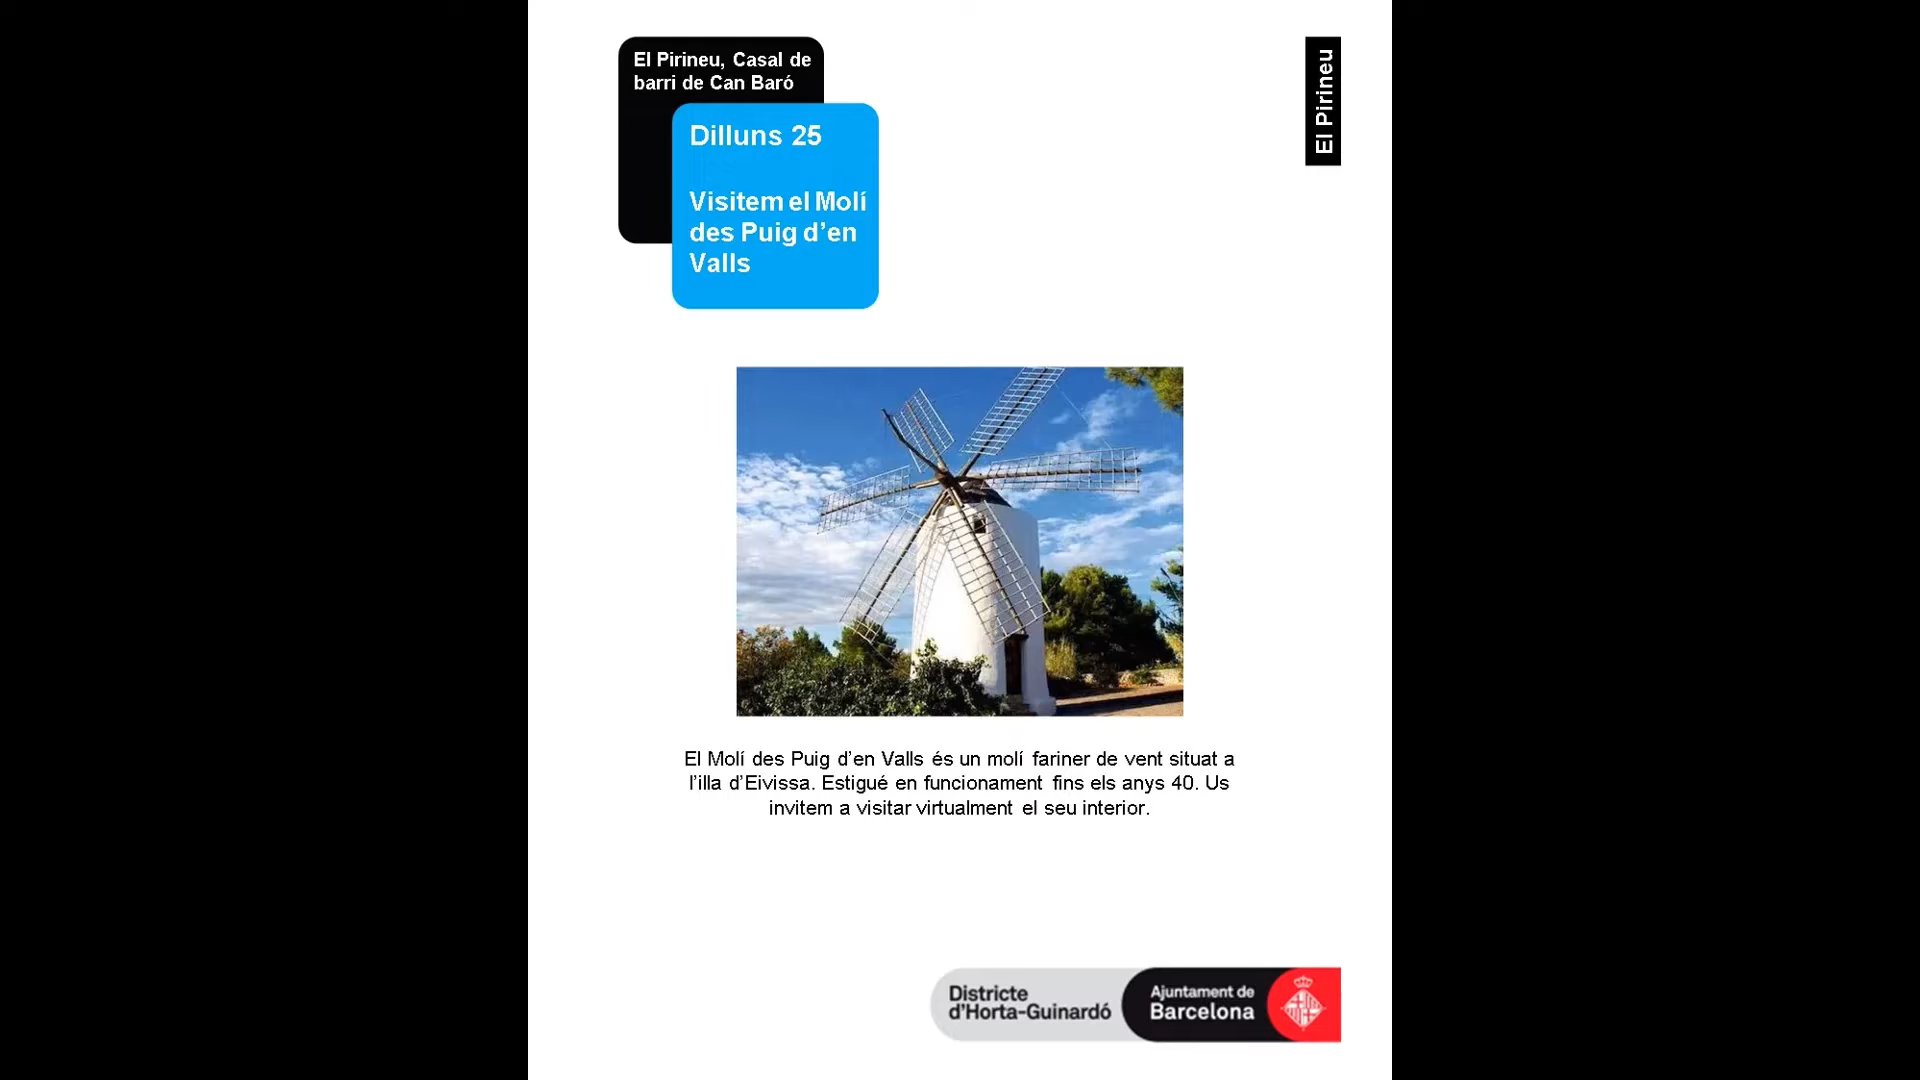 El Pirineu, Casal de
barri de Can Baró
El Pirineu
Dilluns 25
Visitem el Molí
des Puig d’en
Valls
El Molí des Puig d’en Valls és un molí fariner de vent situat a
l’illa d’Eivissa. Estigué en funcionament fins els anys 40. Us
invitem a visitar virtualment el seu interior.
Districte
d’Horta-Guinardó
Ajuntament de
Barcelona